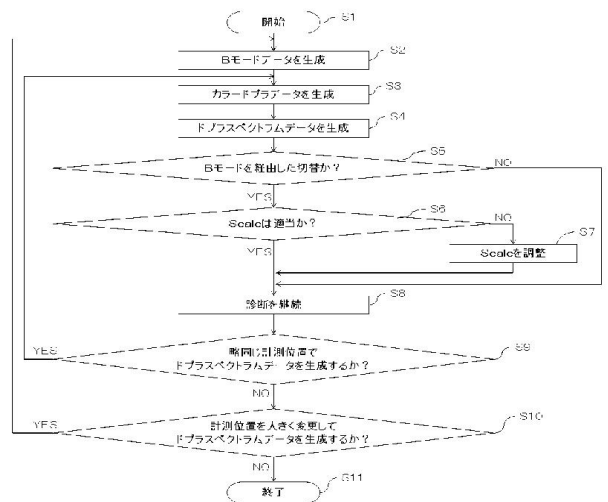 開始
S1
Bモードデータを生成
S2
カラードプラデータを生成
S3
ドプラスペクトラムデータを生成
S4
Bモードを経由した切替か？
S5
NO
YES
Scaleは適当か？
S6
NO
YES
Scaleを調整
S7
診断を継続
S8
YES
略同じ計測位置で
ドプラスペクトラムデータを生成するか？
S9
NO
YES
計測位置を大きく変更して
ドプラスペクトラムデータを生成するか？
S10
NO
終了
S11